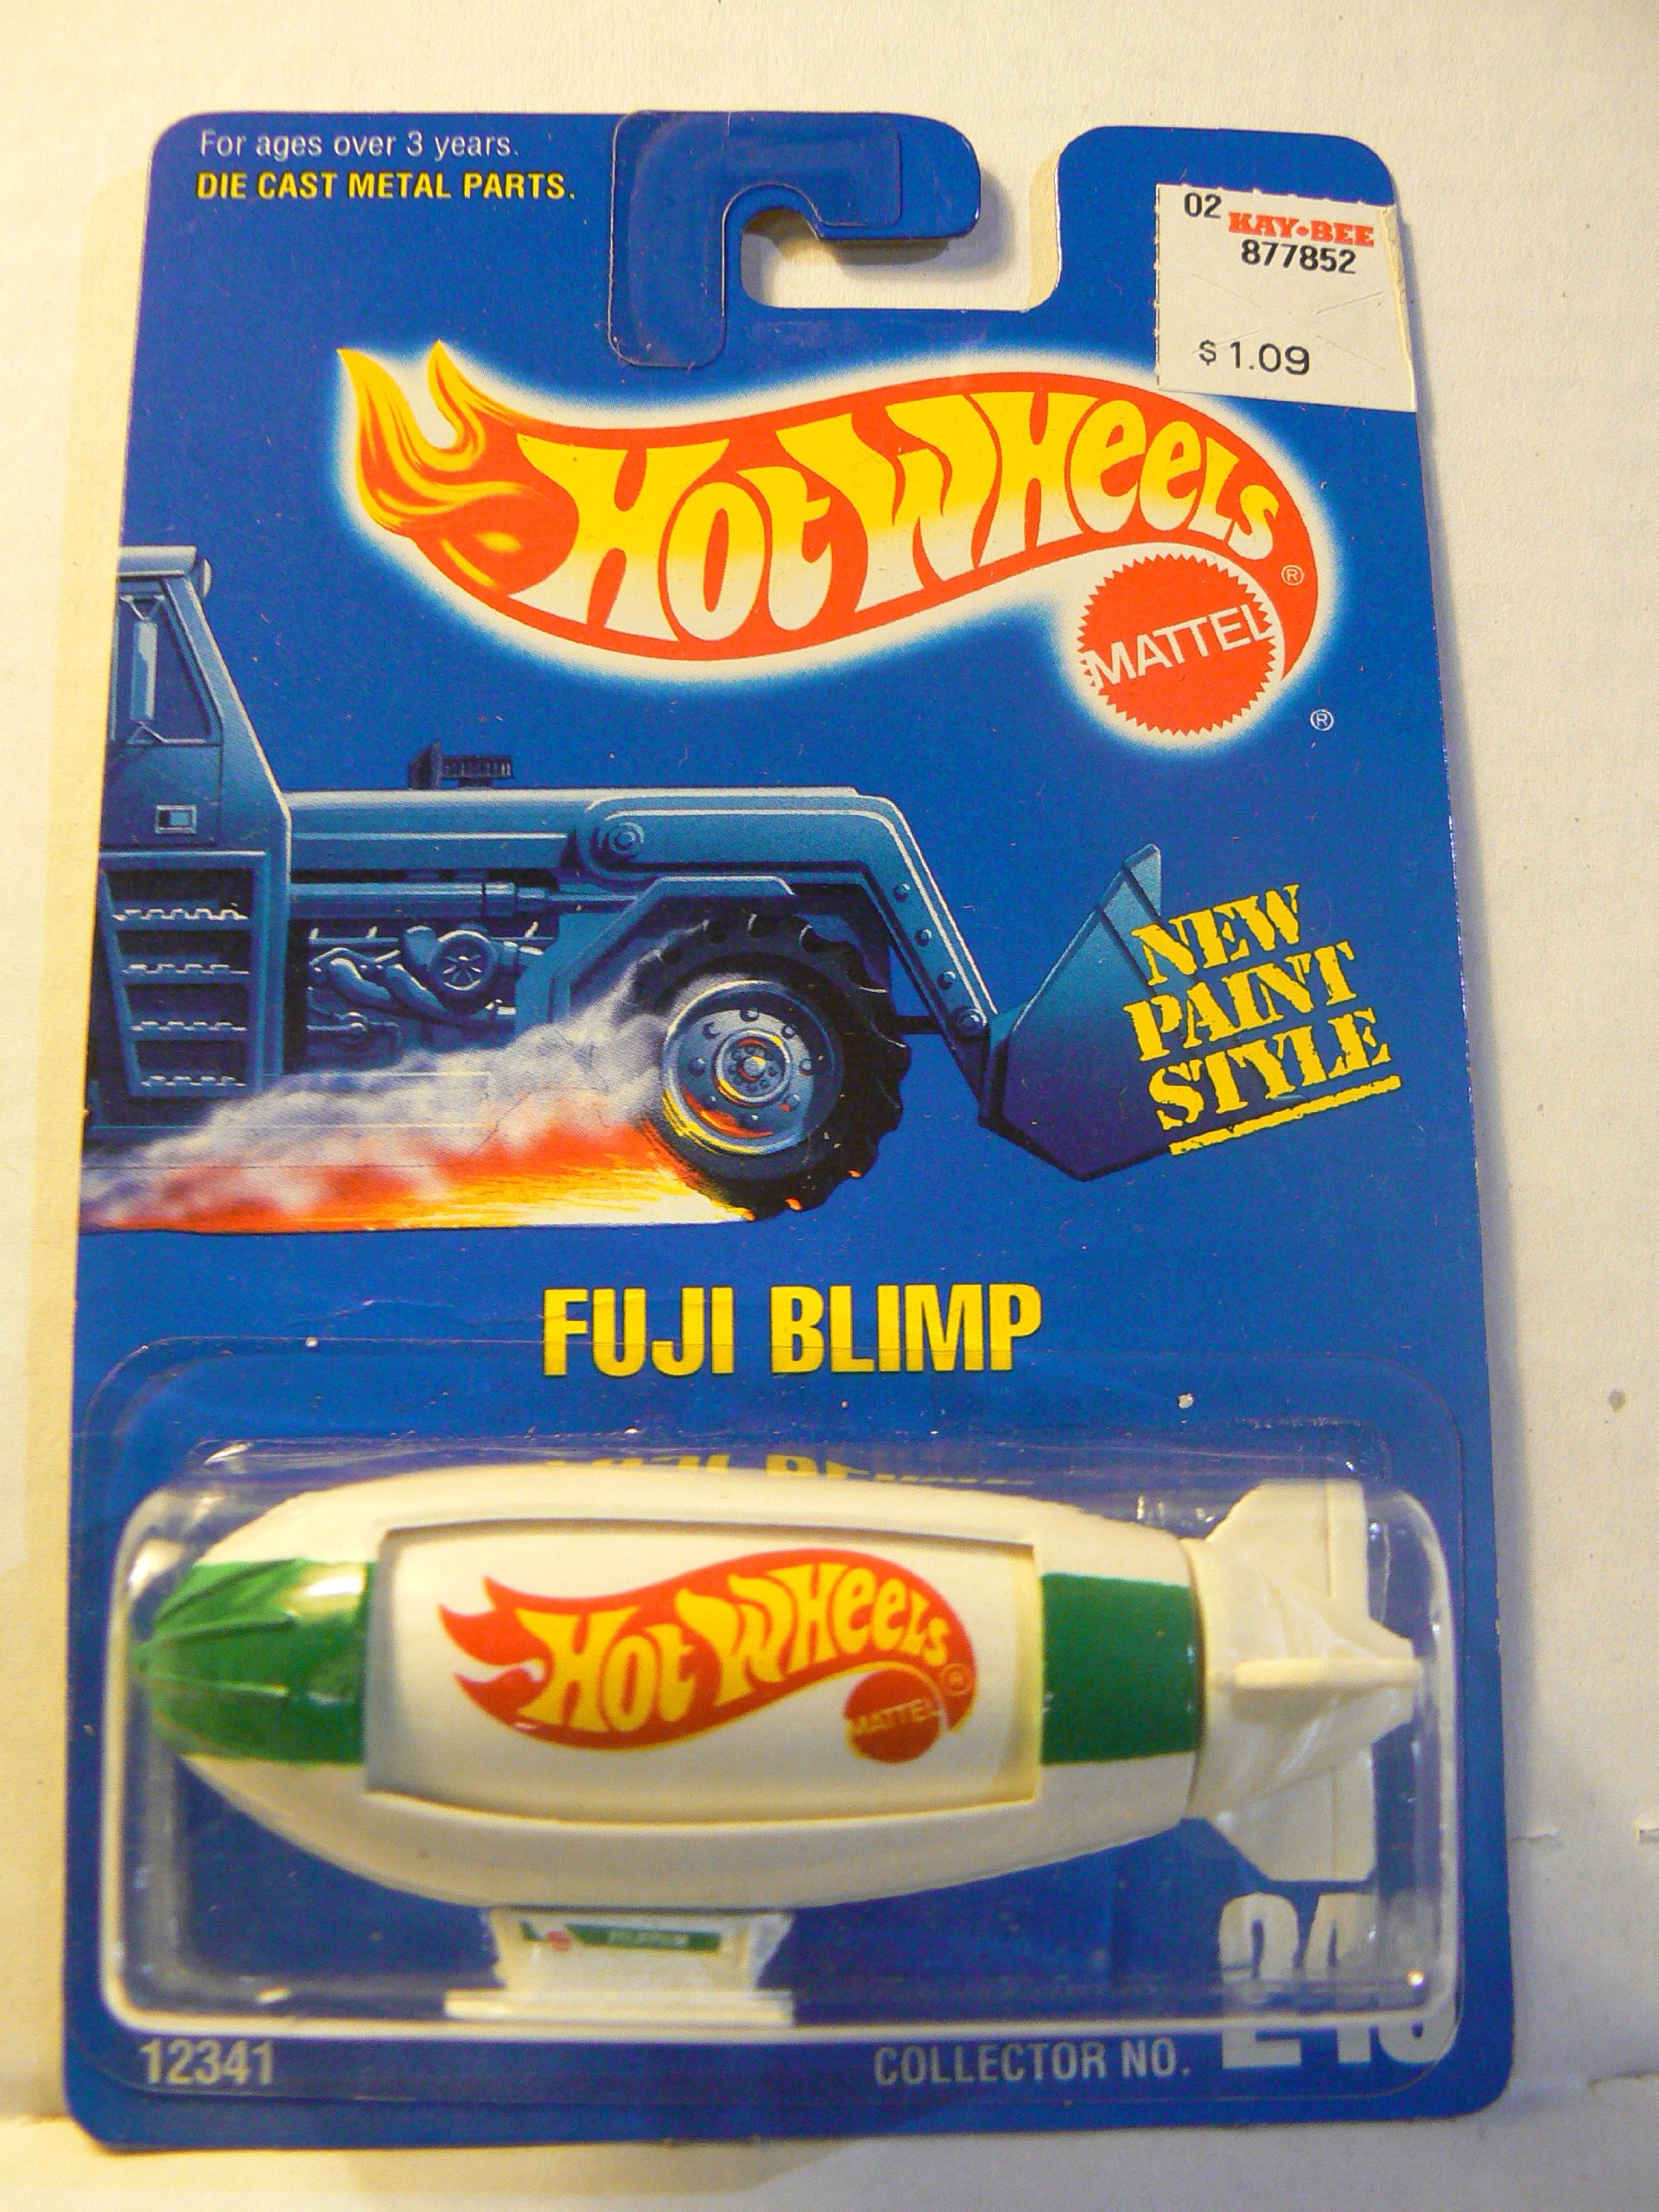 For ages over 3 years.
DIE CAST METAL PARTS.
02 KAY•BEE
877852
$1.09
HOT WHEELS ®
MATTEL
®
NEW
PAINT
STYLE
FUJI BLIMP
HOT WHEELS
MATTEL ®
12341
COLLECTOR NO.